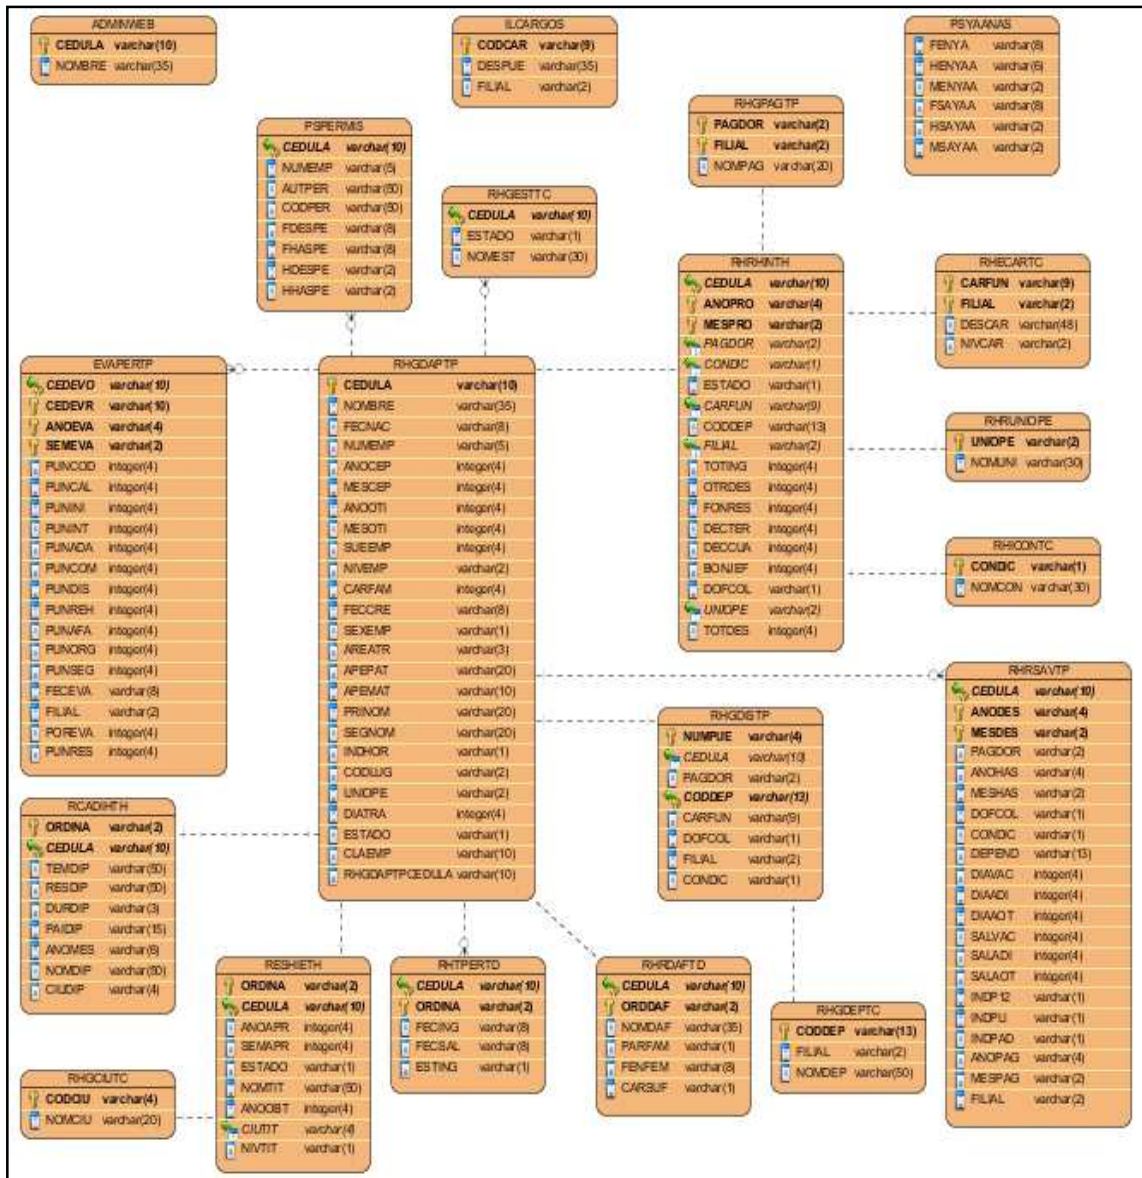 ADMINWEB
CEDULA varchar(10)
NOMBRE varchar(35)
ILCARGOS
CODCAR varchar(9)
DESPUE varchar(35)
FILIAL varchar(2)
PSYAANAS
FENYA varchar(8)
HENYAA varchar(6)
MENYAA varchar(2)
FSAYAA varchar(8)
HSAYAA varchar(2)
MSAYAA varchar(2)
RHGPAGTP
PAGDOR varchar(2)
FILIAL varchar(2)
NOMPAG varchar(20)
PSPERMIS
CEDULA varchar(10)
NUMEMP varchar(5)
AUTPER varchar(50)
CODPER varchar(50)
FDESPE varchar(8)
FHASPE varchar(8)
HDESPE varchar(2)
HHASPE varchar(2)
RHGESTTC
CEDULA varchar(10)
ESTADO varchar(1)
NOMEST varchar(30)
RHRHINTH
CEDULA varchar(10)
ANOPRO varchar(4)
MESPRO varchar(2)
PAGDOR varchar(2)
CONDIC varchar(1)
ESTADO varchar(1)
CARFUN varchar(9)
CODDEP varchar(13)
FILIAL varchar(2)
TOTING integer(4)
OTRDES integer(4)
FONRES integer(4)
DECTER integer(4)
DECCUA integer(4)
BONJEF integer(4)
DOFCOL varchar(1)
UNIOPE varchar(2)
TOTDES integer(4)
RHECARTC
CARFUN varchar(9)
FILIAL varchar(2)
DESCAR varchar(48)
NIVCAR varchar(2)
EVAPERTP
CEDEVO varchar(10)
CEDEVR varchar(10)
ANOEVA varchar(4)
SEMEVA varchar(2)
PUNCOD integer(4)
PUNCAL integer(4)
PUNINI integer(4)
PUNINT integer(4)
PUNADA integer(4)
PUNCOM integer(4)
PUNDIS integer(4)
PUNREH integer(4)
PUNAFA integer(4)
PUNORG integer(4)
PUNSEG integer(4)
FECEVA varchar(8)
FILIAL varchar(2)
POREVA integer(4)
PUNRES integer(4)
RHGDAPTP
CEDULA varchar(10)
NOMBRE varchar(35)
FECNAC varchar(8)
NUMEMP varchar(5)
ANOCEP integer(4)
MESCEP integer(4)
ANOOTI integer(4)
MESOTI integer(4)
SUEEMP integer(4)
NIVEMP varchar(2)
CARFAM integer(4)
FECCRE varchar(8)
SEXEMP varchar(1)
AREATR varchar(3)
APEPAT varchar(20)
APEMAT varchar(10)
PRINOM varchar(20)
SEGNOM varchar(20)
INDHOR varchar(1)
CODLUG varchar(2)
UNIOPE varchar(2)
DIATRA integer(4)
ESTADO varchar(1)
CLAEMP varchar(10)
RHGDAPTPCEDULA varchar(10)
RHRUNIOPE
UNIOPE varchar(2)
NOMUNI varchar(30)
RHICONTC
CONDIC varchar(1)
NOMCON varchar(30)
RHRSAVTP
CEDULA varchar(10)
ANODES varchar(4)
MESDES varchar(2)
PAGDOR varchar(2)
ANOHAS varchar(4)
MESHAS varchar(2)
DOFCOL varchar(1)
CONDIC varchar(1)
DEPEND varchar(13)
DIAVAC integer(4)
DIAADI integer(4)
DIAAOT integer(4)
SALVAC integer(4)
SALADI integer(4)
SALAOT integer(4)
INDP12 varchar(1)
INDPU varchar(1)
INDPAD varchar(1)
ANOPAG varchar(4)
MESPAG varchar(2)
FILIAL varchar(2)
RHGDISTP
NUMPUE varchar(4)
CEDULA varchar(10)
PAGDOR varchar(2)
CODDEP varchar(13)
CARFUN varchar(9)
DOFCOL varchar(1)
FILIAL varchar(2)
CONDIC varchar(1)
RCADIHTH
ORDINA varchar(2)
CEDULA varchar(10)
TEMDIP varchar(50)
RESDIP varchar(50)
DURDIP varchar(3)
PAIDIP varchar(15)
ANOMES varchar(6)
NOMDIP varchar(50)
CIUDIP varchar(4)
RESHIETH
ORDINA varchar(2)
CEDULA varchar(10)
ANOAPR integer(4)
SEMAPR integer(4)
ESTADO varchar(1)
NOMTIT varchar(50)
ANOOBT integer(4)
CIUTIT varchar(4)
NIVTIT varchar(1)
RHTPERTD
CEDULA varchar(10)
ORDINA varchar(2)
FECING varchar(8)
FECSAL varchar(8)
ESTING varchar(1)
RHRDAFTD
CEDULA varchar(10)
ORDDAF varchar(2)
NOMDAF varchar(35)
PARFAM varchar(1)
FENFEM varchar(8)
CARSUF varchar(1)
RHGDEPTC
CODDEP varchar(13)
FILIAL varchar(2)
NOMDEP varchar(50)
RHGCIUTC
CODCIU varchar(4)
NOMCIU varchar(20)